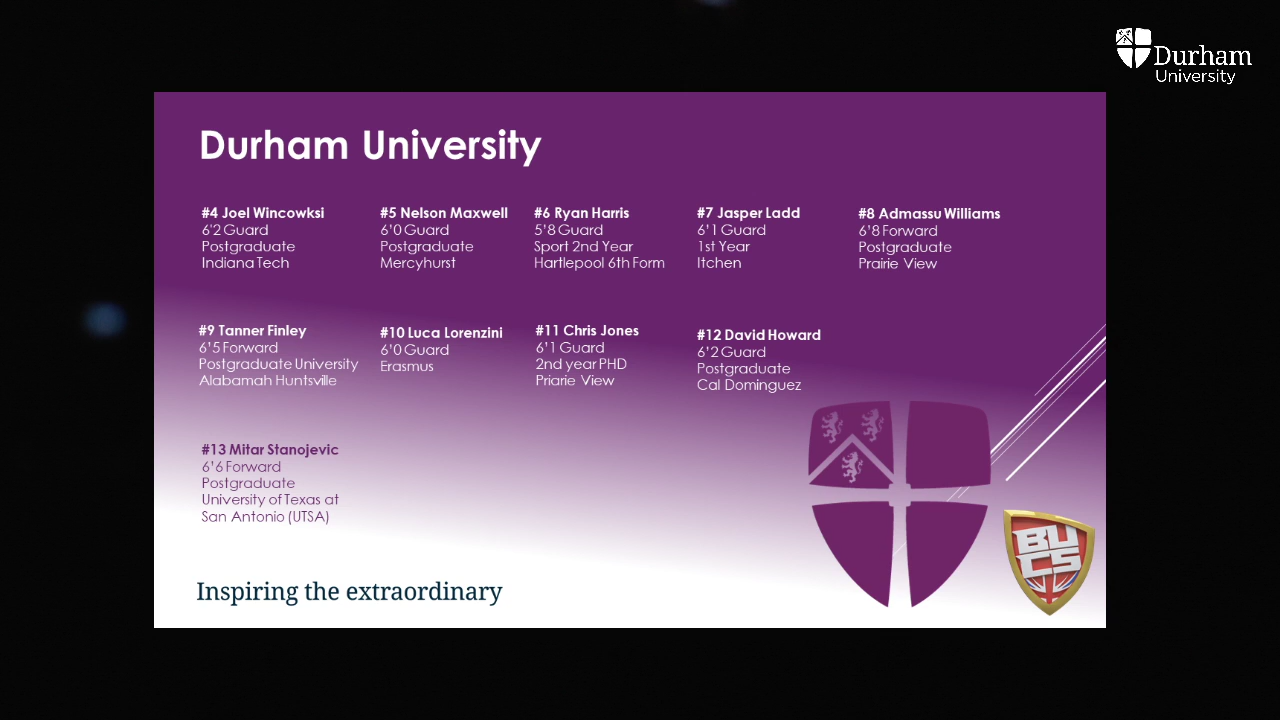 Durham
University
Durham University
#4 Joel Wincowksi
6'2 Guard
Postgraduate
Indiana Tech
#5 Nelson Maxwell
6'0 Guard
Postgraduate
Mercyhurst
#6 Ryan Harris
5'8 Guard
Sport 2nd Year
Hartlepool 6th Form
#7 Jasper Ladd
6'1 Guard
1st Year
Itchen
#8 Admassu Williams
6'8 Forward
Postgraduate
Prairie View
#9 Tanner Finley
6'5 Forward
Postgraduate University
Alabamah Huntsville
#10 Luca Lorenzini
6'0 Guard
Erasmus
#11 Chris Jones
6'1 Guard
2nd year PHD
Priarie View
#12 David Howard
6'2 Guard
Postgraduate
Cal Dominguez
#13 Mitar Stanojevic
6'6 Forward
Postgraduate
University of Texas at
San Antonio (UTSA)
BU
CS
Inspiring the extraordinary